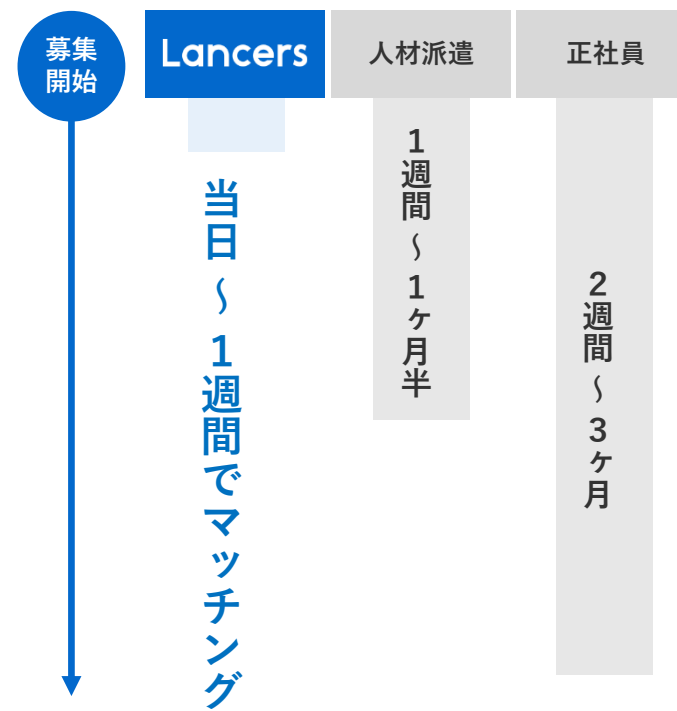 募集
開始
Lancers
人材派遣
正社員
当日〜1週間でマッチング
1週間〜1ヶ月半
2週間〜3ヶ月